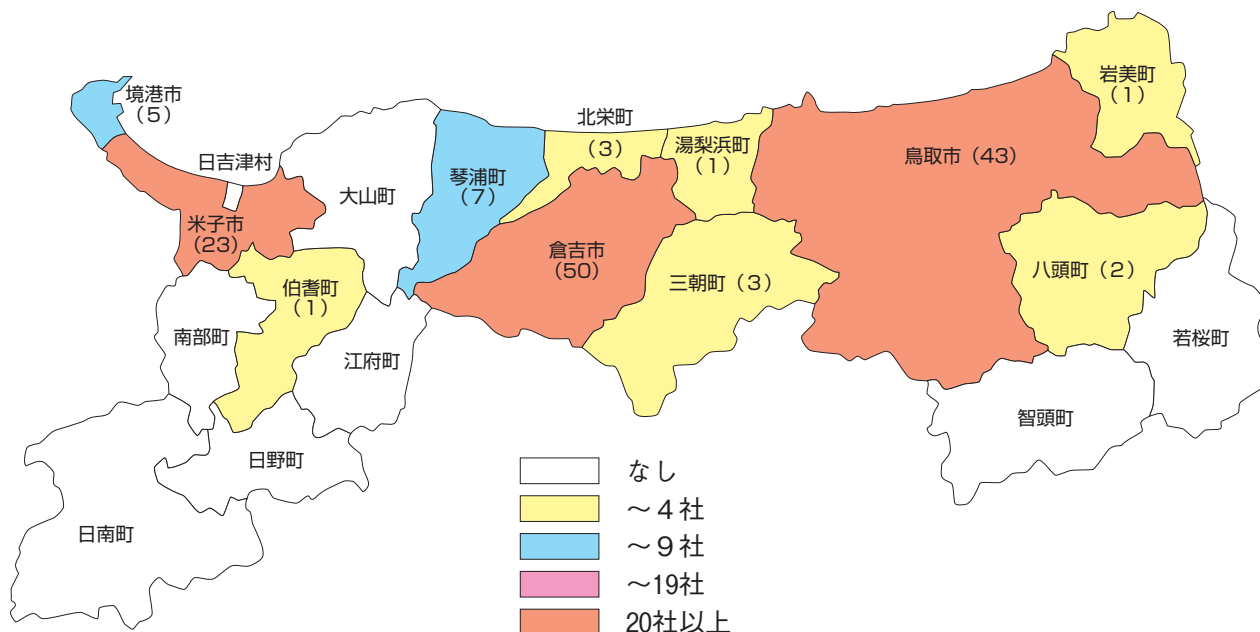 境港市
（5）
日吉津村
米子市
（23）
大山町
琴浦町
（7）
北栄町
（3）
湯梨浜町
（1）
鳥取市（43）
岩美町
（1）
倉吉市
（50）
三朝町（3）
八頭町（2）
伯耆町
（1）
南部町
江府町
若桜町
智頭町
日野町
日南町
なし
～４社
～９社
～19社
20社以上